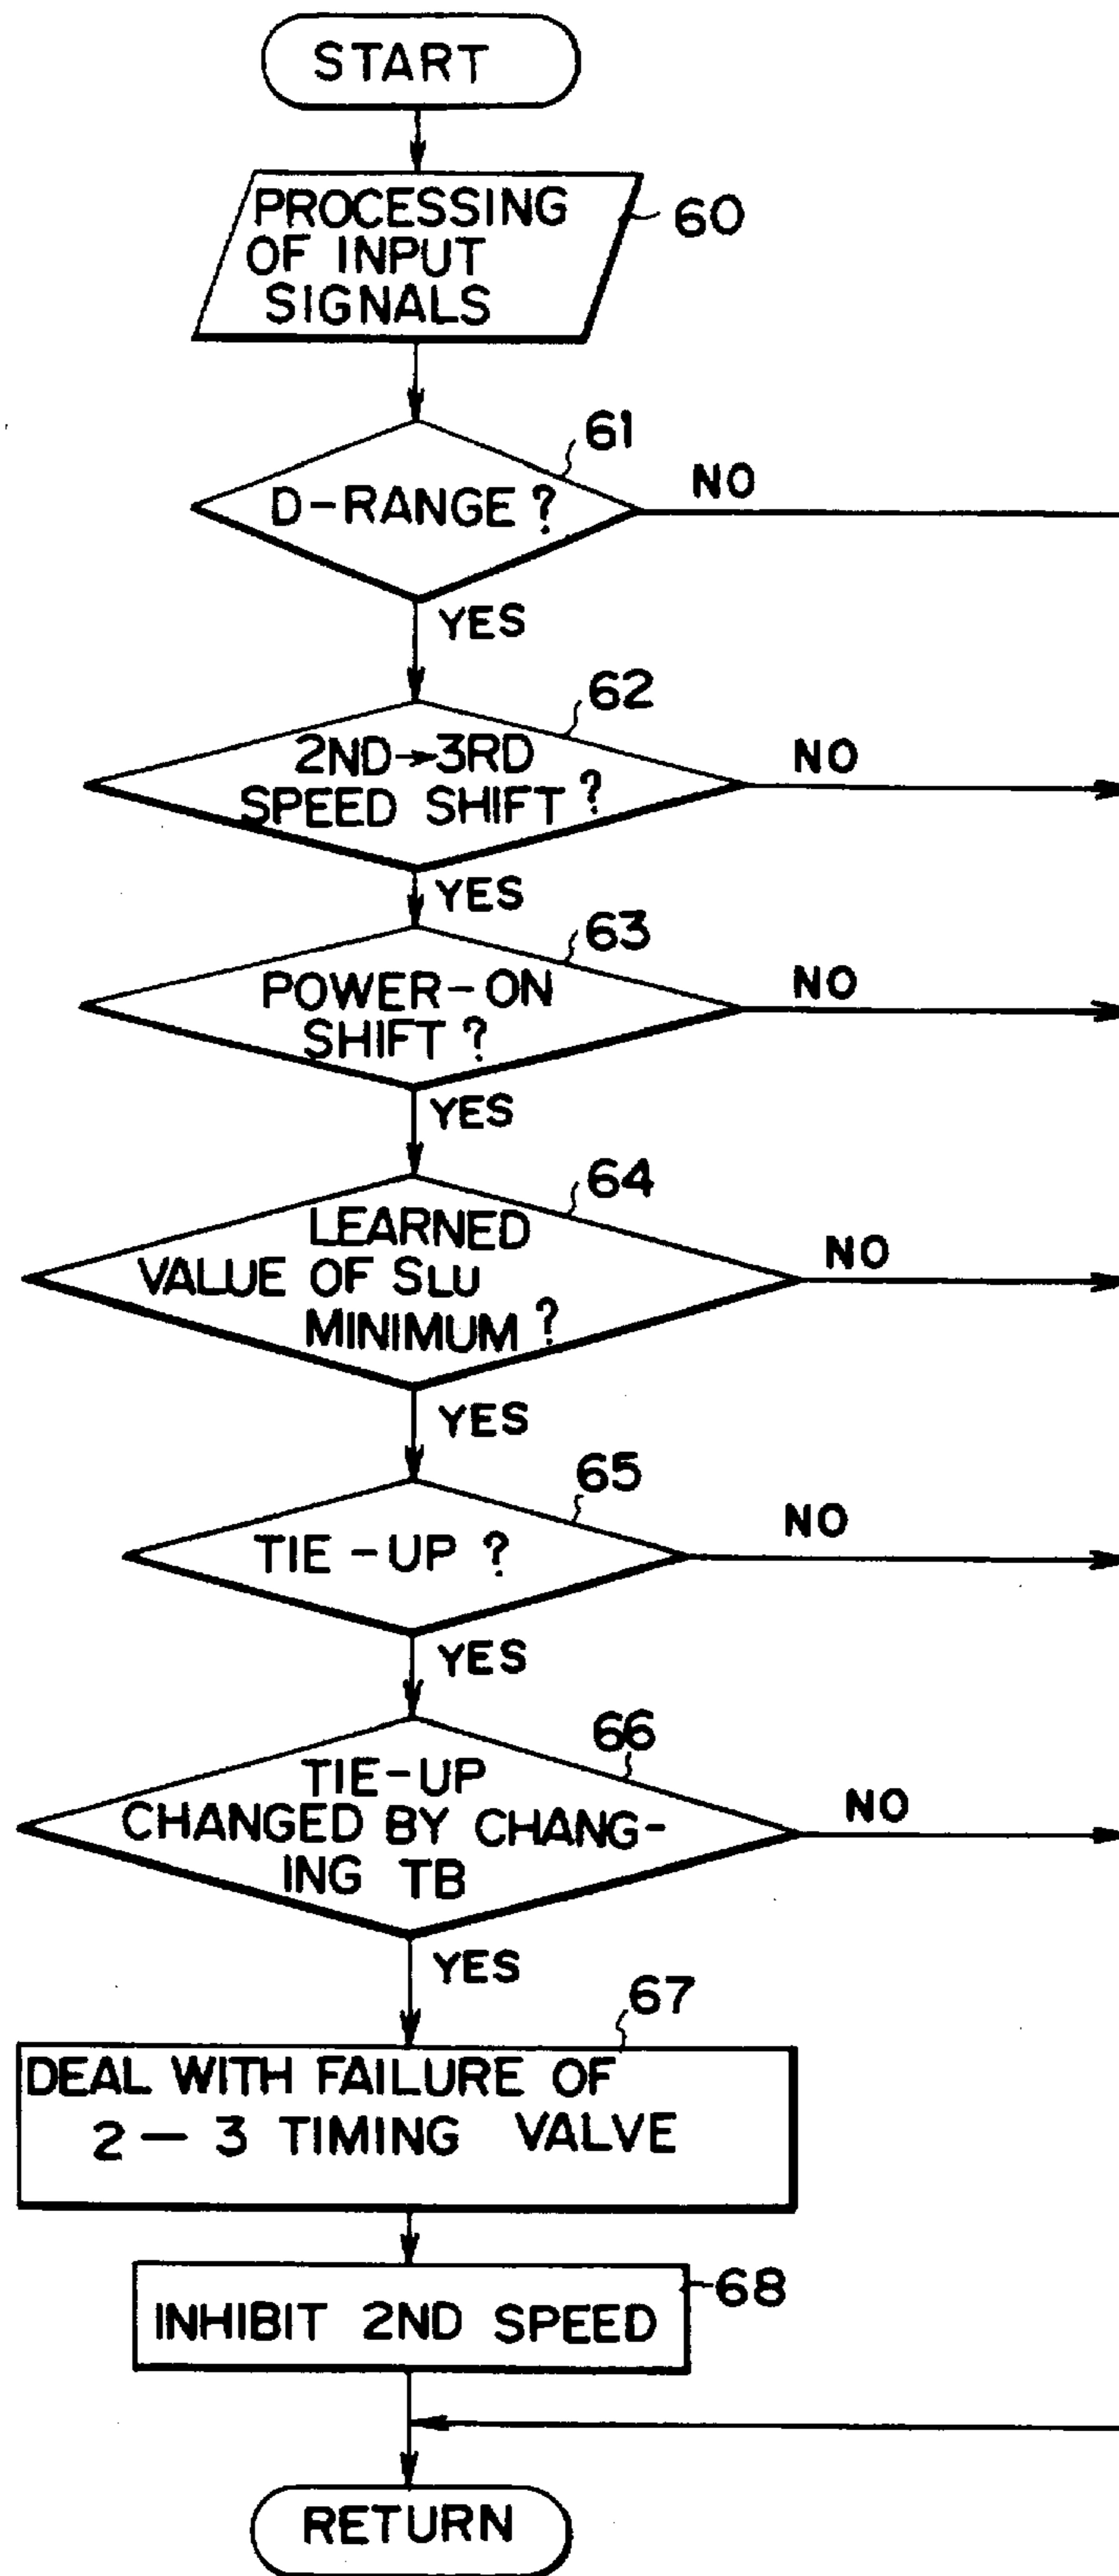 START
PROCESSING
OF INPUT
SIGNALS
60
61
D-RANGE ?
NO
YES
62
2ND→3RD
SPEED SHIFT ?
NO
YES
63
POWER-ON
SHIFT ?
NO
YES
64
LEARNED
VALUE OF SLU
MINIMUM ?
NO
YES
65
TIE-UP ?
NO
YES
66
TIE-UP
CHANGED BY CHANG-
ING TB
NO
YES
67
DEAL WITH FAILURE OF
2-3 TIMING VALVE
68
INHIBIT 2ND SPEED
RETURN